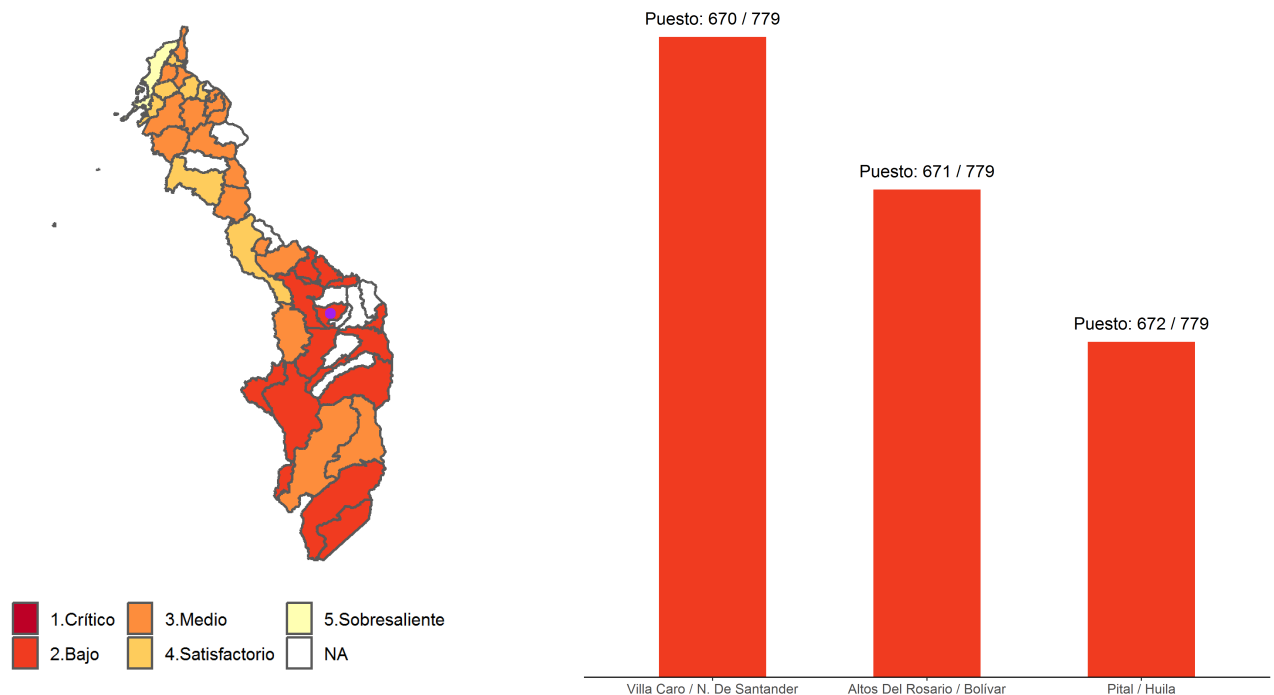 Puesto: 670 / 779
Puesto: 671 / 779
Puesto: 672 / 779
1.Crítico
3.Medio
5.Sobresaliente
2.Bajo
4.Satisfactorio
NA
Villa Caro / N. De Santander
Altos Del Rosario / Bolívar
Pital / Huila